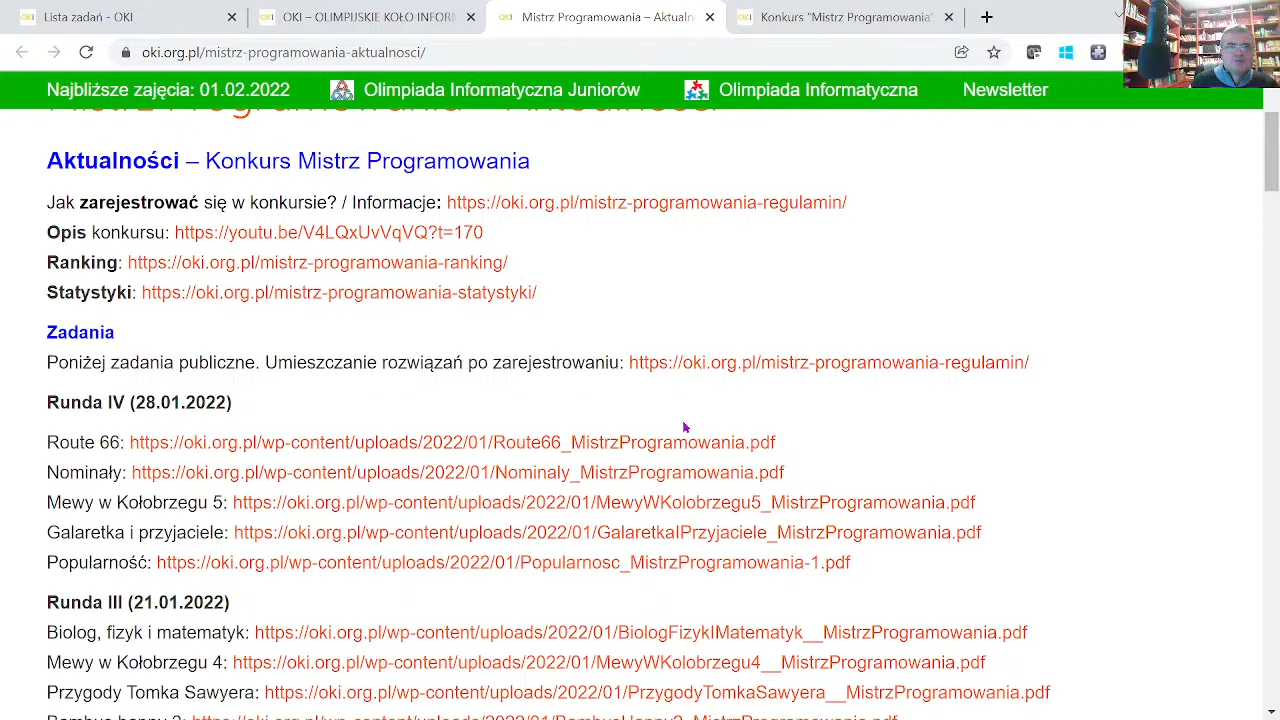 Lista zadań - OKI
OKI – OLIMPIJSKIE KOŁO INFORM
Mistrz Programowania – Aktualn
Konkurs "Mistrz Programowania"
oki.org.pl/mistrz-programowania-aktualnosci/
Najbliższe zajęcia: 01.02.2022
Olimpiada Informatyczna Juniorów
Olimpiada Informatyczna
Newsletter
Mistrz Programowania – Aktualności
Aktualności – Konkurs Mistrz Programowania
Jak zarejestrować się w konkursie? / Informacje: https://oki.org.pl/mistrz-programowania-regulamin/
Opis konkursu: https://youtu.be/V4LQxUvVqVQ?t=170
Ranking: https://oki.org.pl/mistrz-programowania-ranking/
Statystyki: https://oki.org.pl/mistrz-programowania-statystyki/
Zadania
Poniżej zadania publiczne. Umieszczanie rozwiązań po zarejestrowaniu: https://oki.org.pl/mistrz-programowania-regulamin/
Runda IV (28.01.2022)
Route 66: https://oki.org.pl/wp-content/uploads/2022/01/Route66_MistrzProgramowania.pdf
Nominały: https://oki.org.pl/wp-content/uploads/2022/01/Nominaly_MistrzProgramowania.pdf
Mewy w Kołobrzegu 5: https://oki.org.pl/wp-content/uploads/2022/01/MewyWKolobrzegu5_MistrzProgramowania.pdf
Galaretka i przyjaciele: https://oki.org.pl/wp-content/uploads/2022/01/GalaretkaIPrzyjaciele_MistrzProgramowania.pdf
Popularność: https://oki.org.pl/wp-content/uploads/2022/01/Popularnosc_MistrzProgramowania-1.pdf
Runda III (21.01.2022)
Biolog, fizyk i matematyk: https://oki.org.pl/wp-content/uploads/2022/01/BiologFizykIMatematyk__MistrzProgramowania.pdf
Mewy w Kołobrzegu 4: https://oki.org.pl/wp-content/uploads/2022/01/MewyWKolobrzegu4__MistrzProgramowania.pdf
Przygody Tomka Sawyera: https://oki.org.pl/wp-content/uploads/2022/01/PrzygodyTomkaSawyera__MistrzProgramowania.pdf